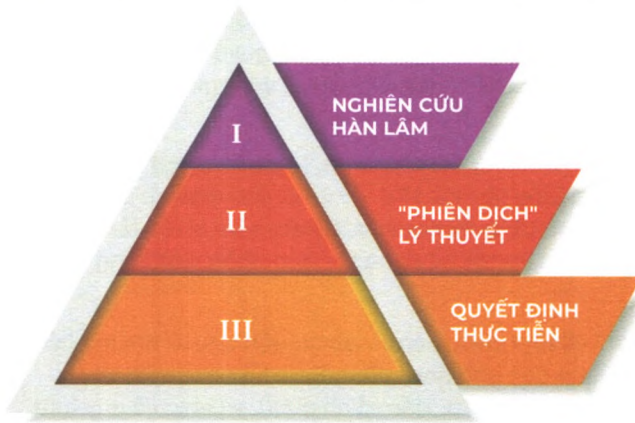 I
NGHIÊN CỨU
HÀN LÂM
II
"PHIÊN DỊCH"
LÝ THUYẾT
III
QUYẾT ĐỊNH
THỰC TIỄN